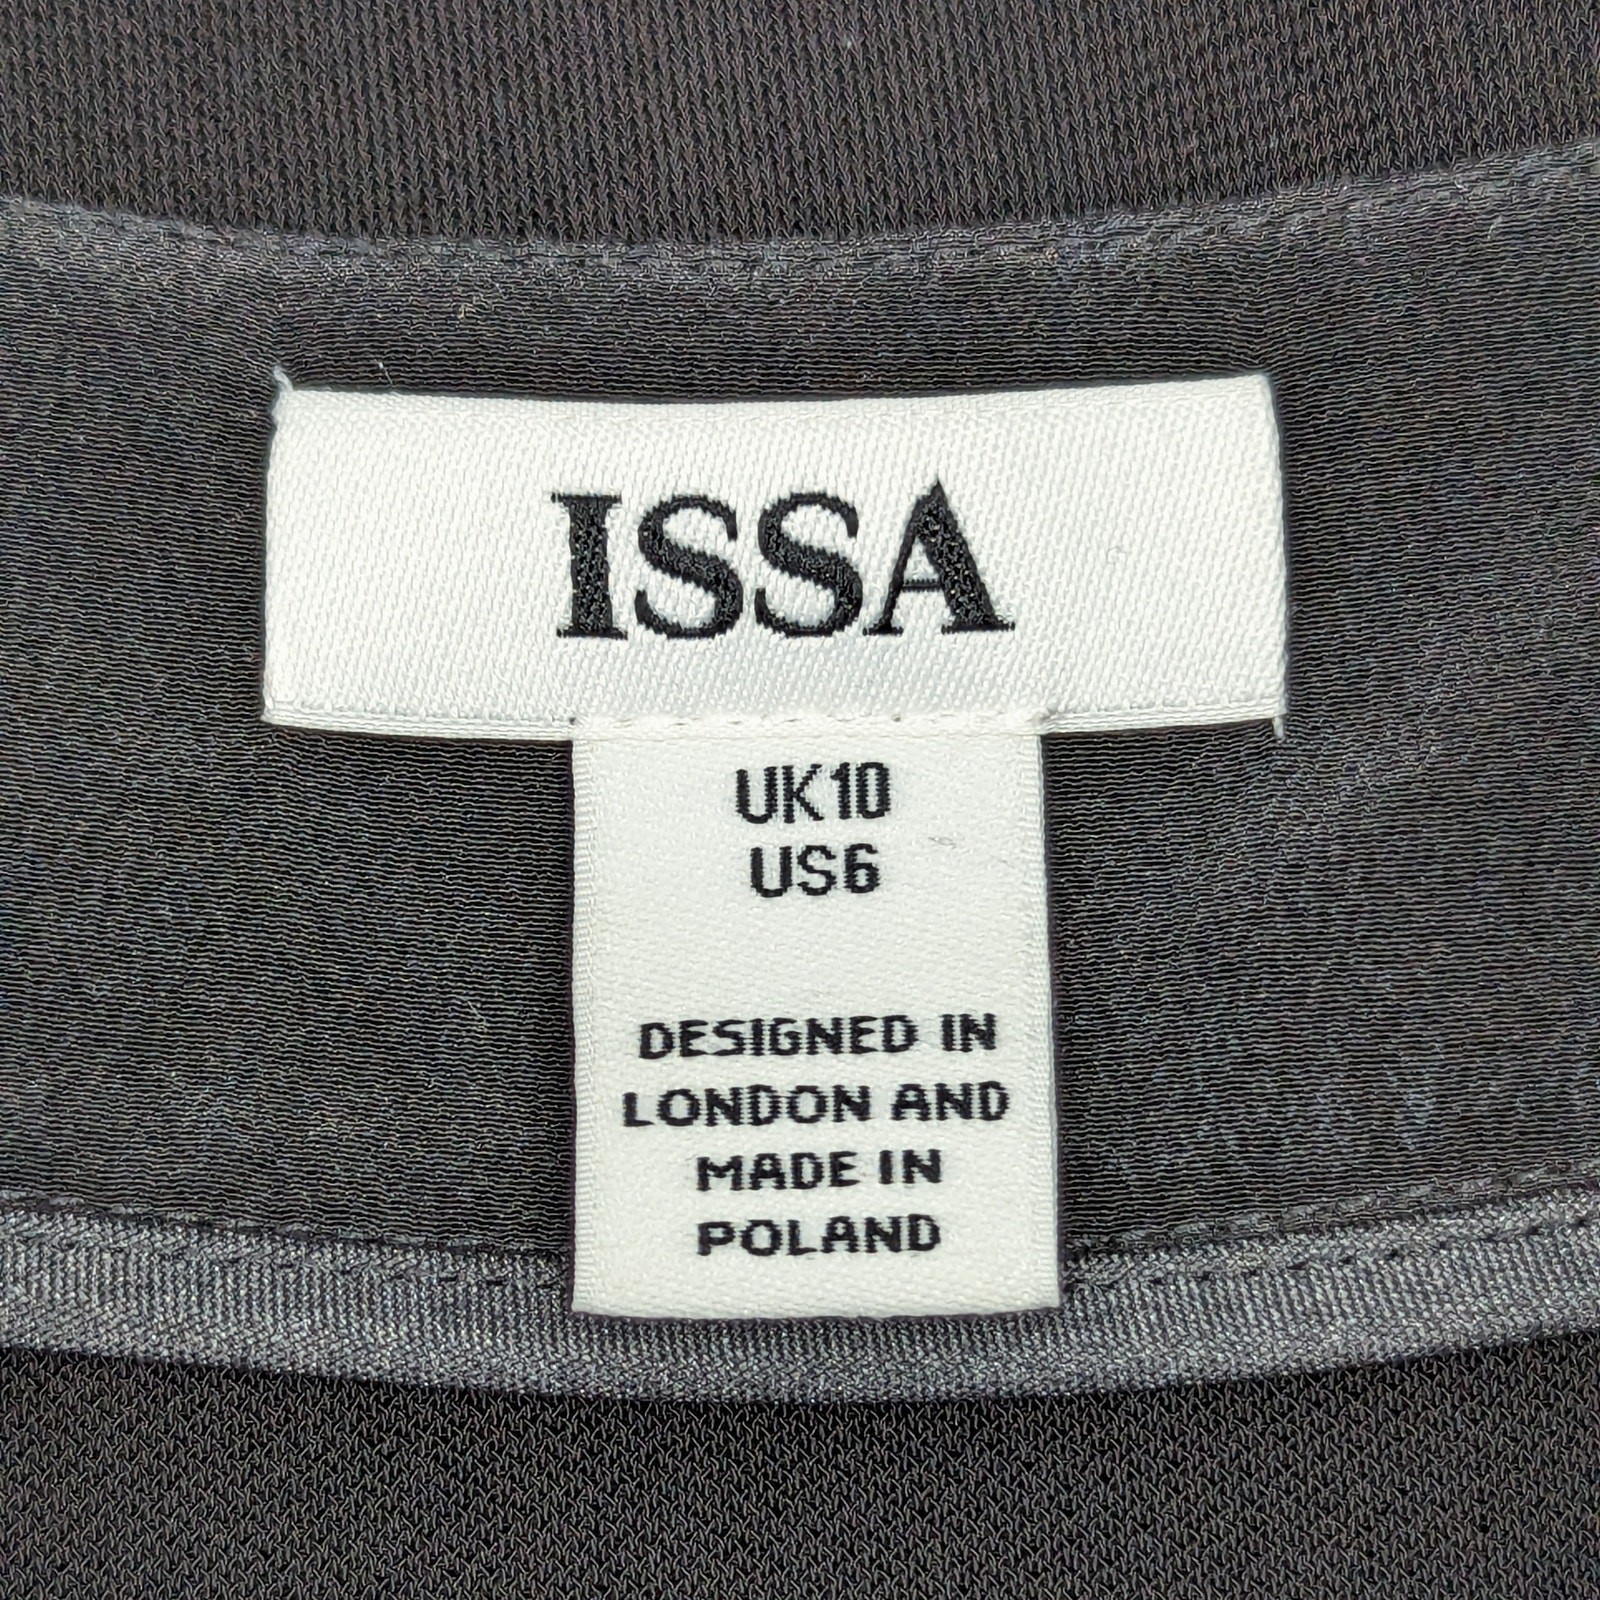 ISSA
UK10
US6
DESIGNED IN
LONDON AND
MADE IN
POLAND